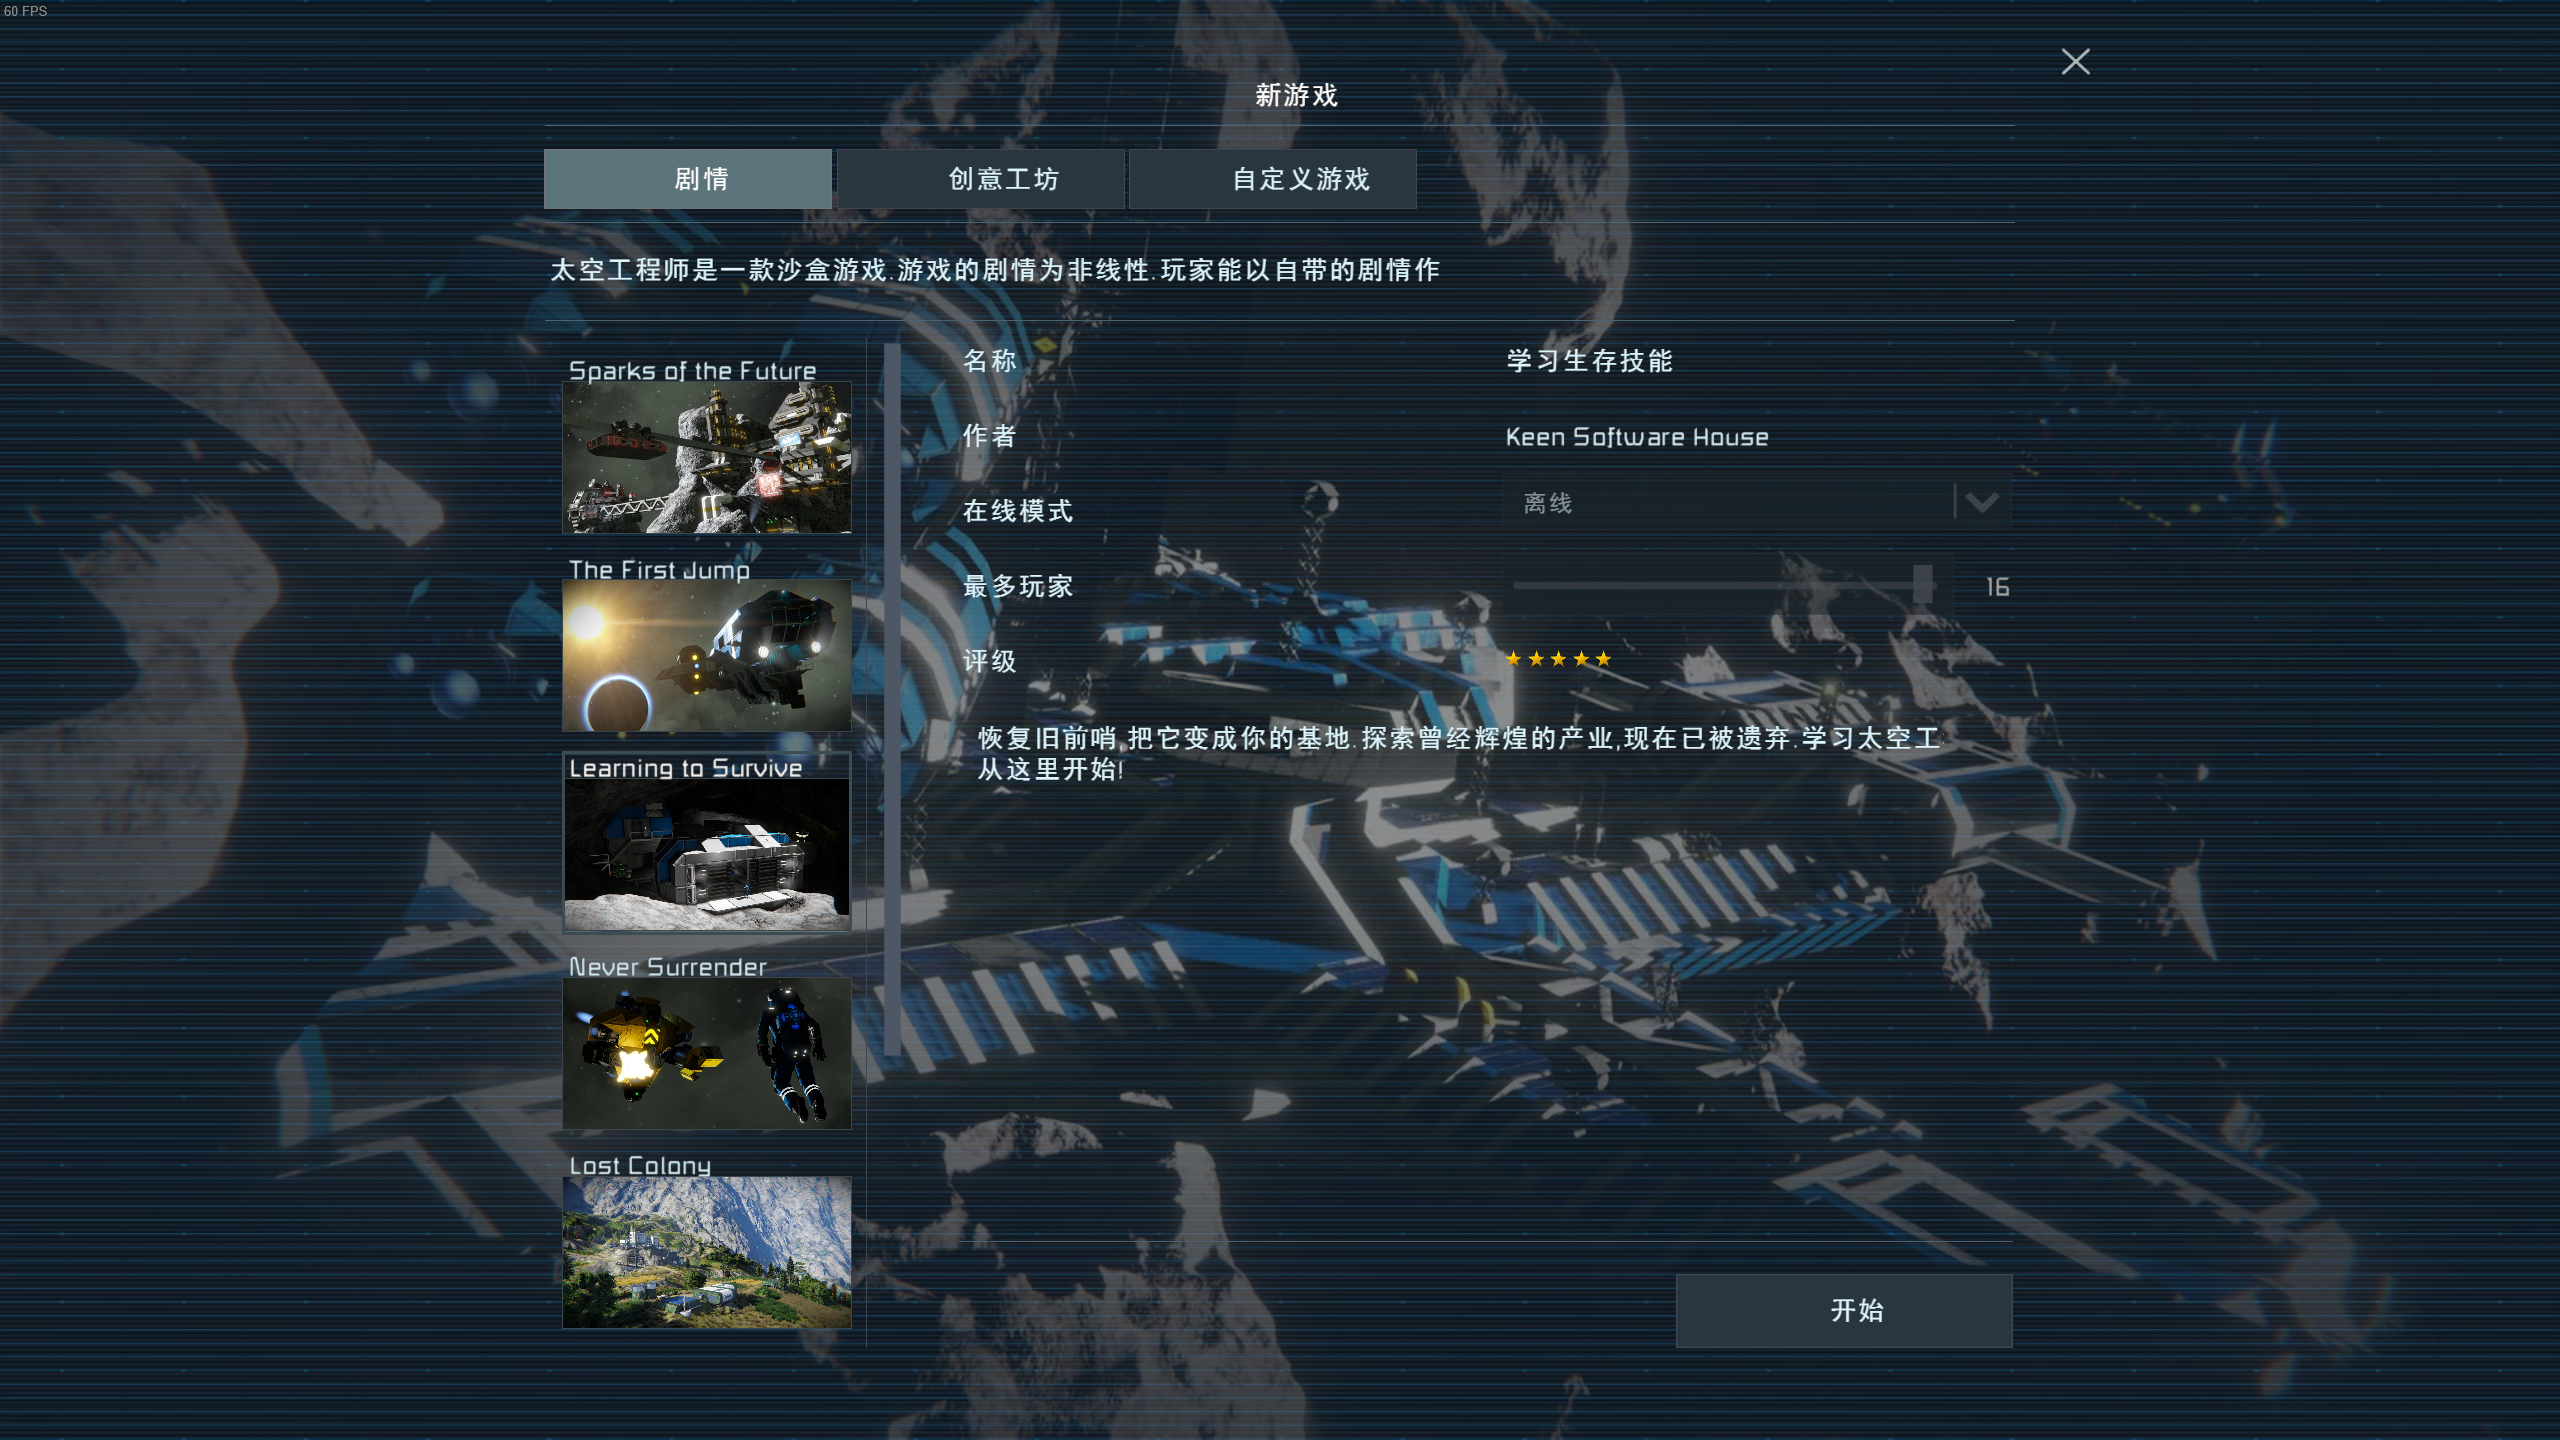 60 FPS
新游戏
剧情
创意工坊
自定义游戏
太空工程师是一款沙盒游戏.游戏的剧情为非线性.玩家能以自带的剧情作
Sparks of the Future
The First Jump
Learning to Survive
Never Surrender
Lost Colony
名称
学习生存技能
作者
Keen Software House
在线模式
离线
最多玩家
16
评级
恢复旧前哨,把它变成你的基地.探索曾经辉煌的产业,现在已被遗弃.学习太空工
从这里开始!
开始